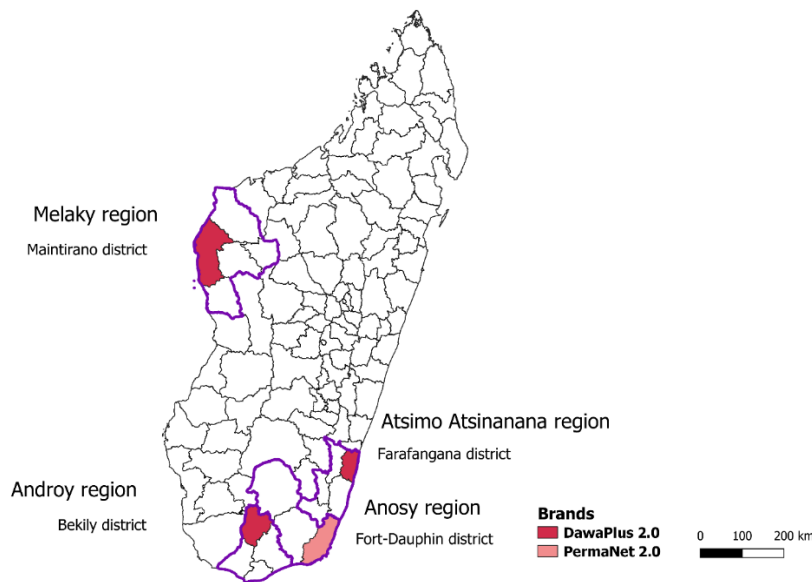 Melaky region
Maintirano district
Atsimo Atsinanana region
Farafangana district
Androy region
Bekily district
Anosy region
Fort-Dauphin district
Brands
DawaPlus 2.0
PermaNet 2.0
0 100 200 km